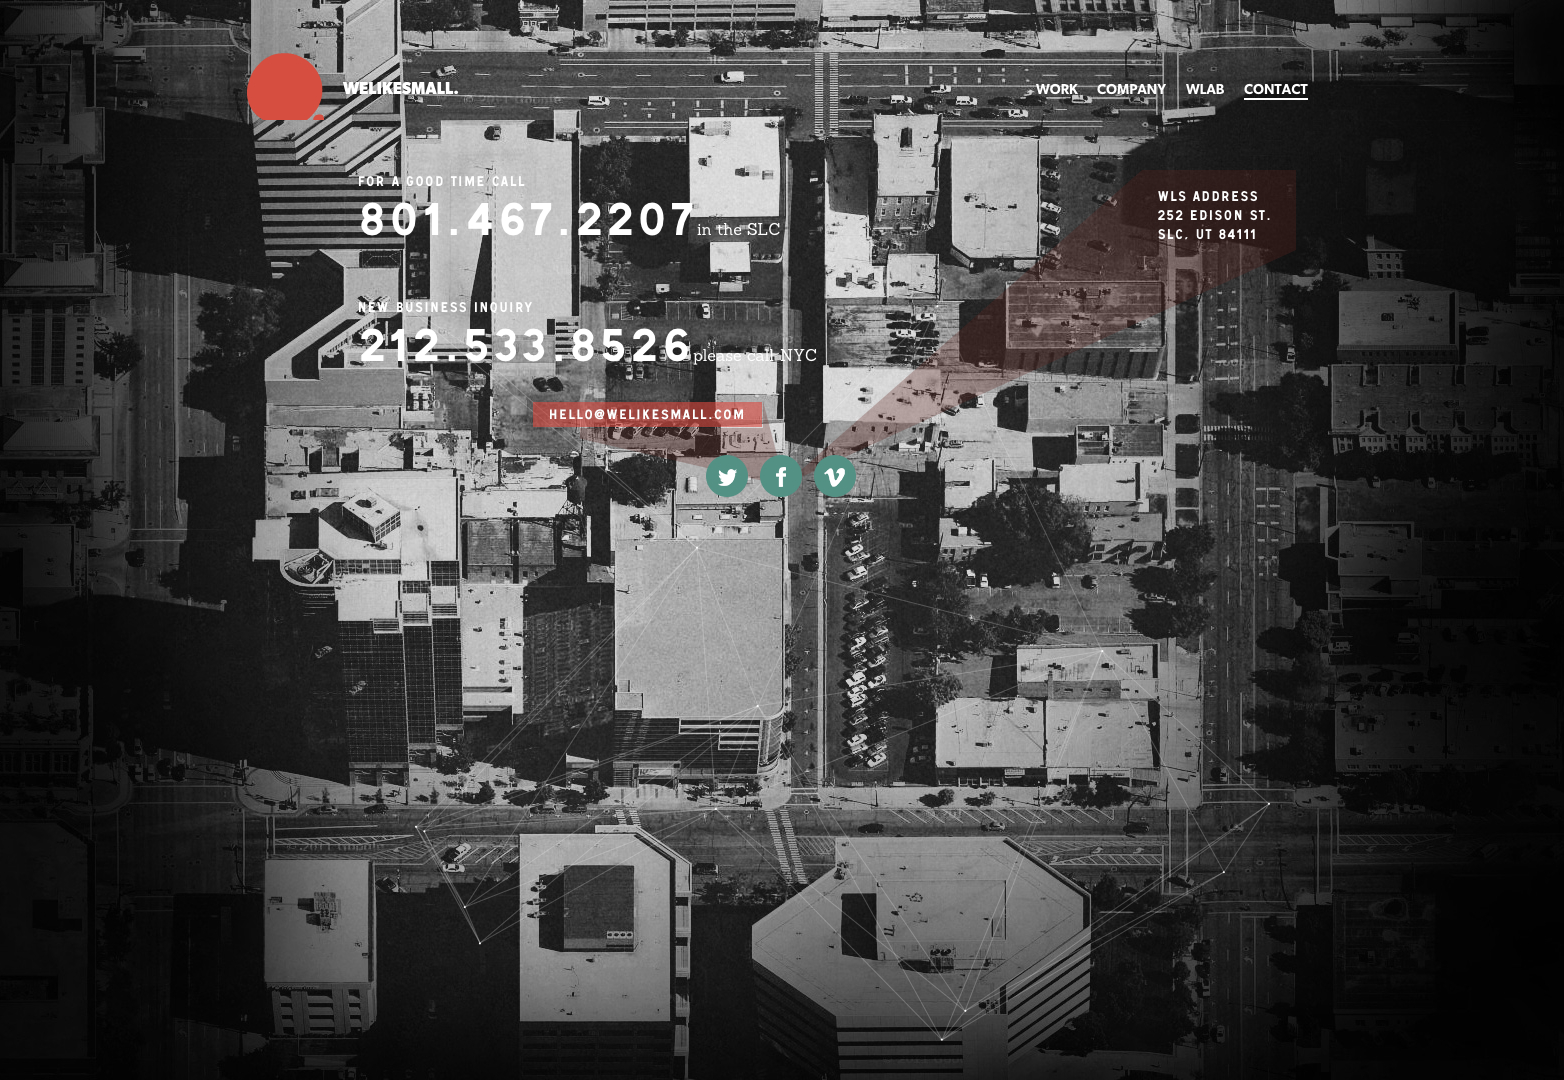 WELIKESMALL.
WORK COMPANY WLAB CONTACT
FOR A GOOD TIME CALL
801.467.2207 in the SLC
WLS ADDRESS
252 EDISON ST.
SLC, UT 84111
NEW BUSINESS INQUIRY
212.533.8526 please call NYC
HELLO@WELIKESMALL.COM